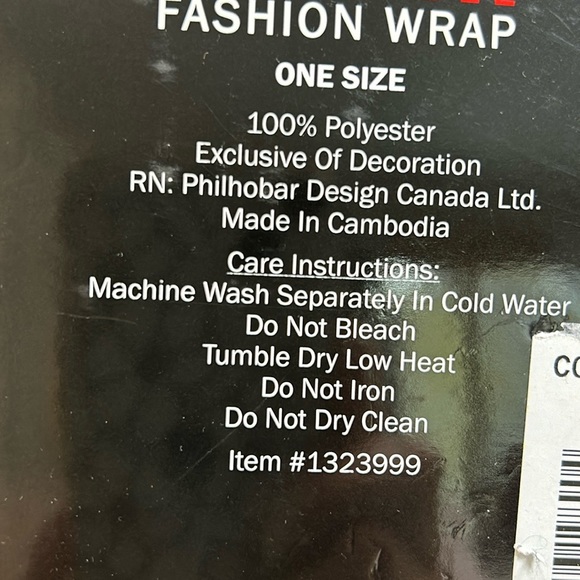 FASHION WRAP
ONE SIZE
100% Polyester
Exclusive Of Decoration
RN: Philhobar Design Canada Ltd.
Made In Cambodia
Care Instructions:
Machine Wash Separately In Cold Water
Do Not Bleach
Tumble Dry Low Heat
Do Not Iron
Do Not Dry Clean
Item #1323999